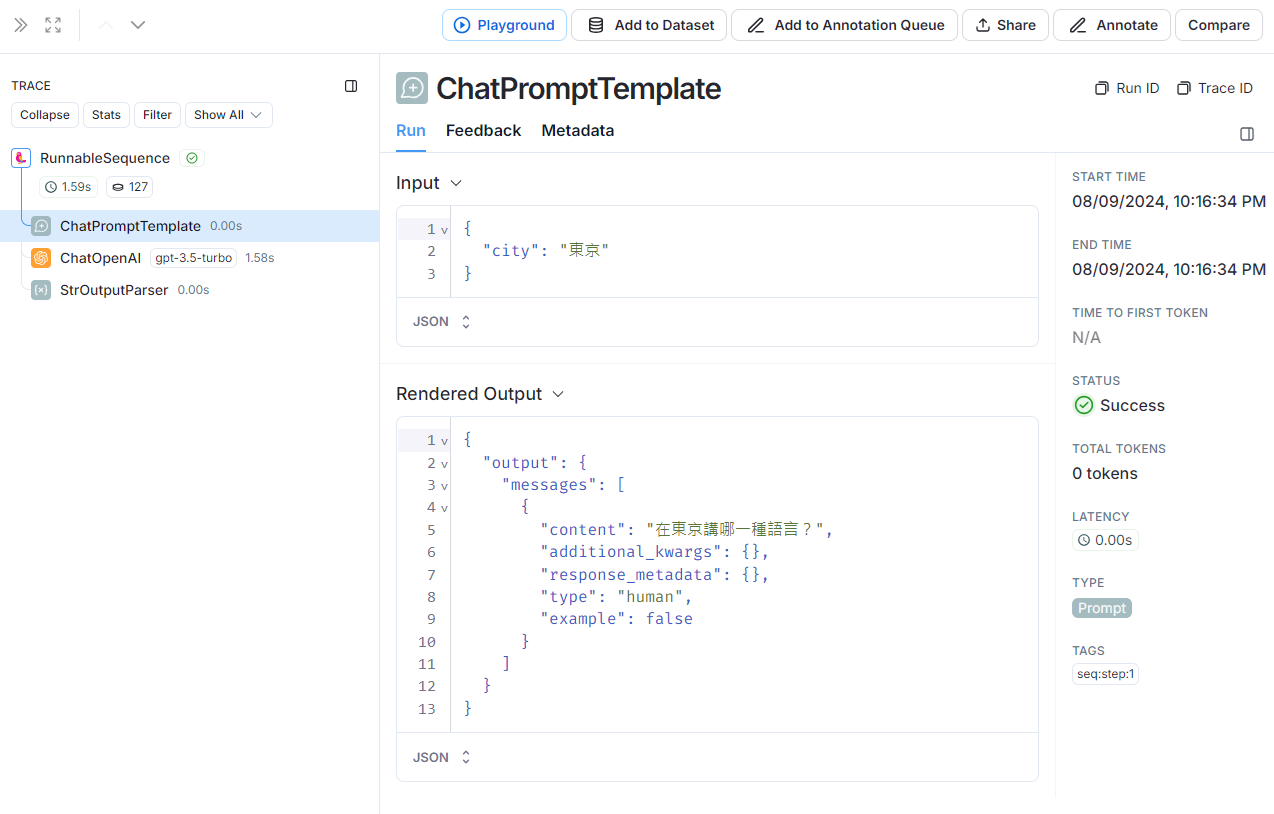 Playground
Add to Dataset
Add to Annotation Queue
Share
Annotate
Compare
TRACE
Collapse
Stats
Filter
Show All
RunnableSequence
1.59s
127
ChatPromptTemplate 0.00s
ChatOpenAI gpt-3.5-turbo 1.58s
StrOutputParser 0.00s
ChatPromptTemplate
Run ID
Trace ID
Run
Feedback
Metadata
Input
1 {
2 "city": "東京"
3 }
JSON
Rendered Output
1 {
2 "output": {
3 "messages": [
4 {
5 "content": "在東京講哪一種語言？",
6 "additional_kwargs": {},
7 "response_metadata": {},
8 "type": "human",
9 "example": false
10 }
11 ]
12 }
13 }
JSON
START TIME
08/09/2024, 10:16:34 PM
END TIME
08/09/2024, 10:16:34 PM
TIME TO FIRST TOKEN
N/A
STATUS
Success
TOTAL TOKENS
0 tokens
LATENCY
0.00s
TYPE
Prompt
TAGS
seq:step:1